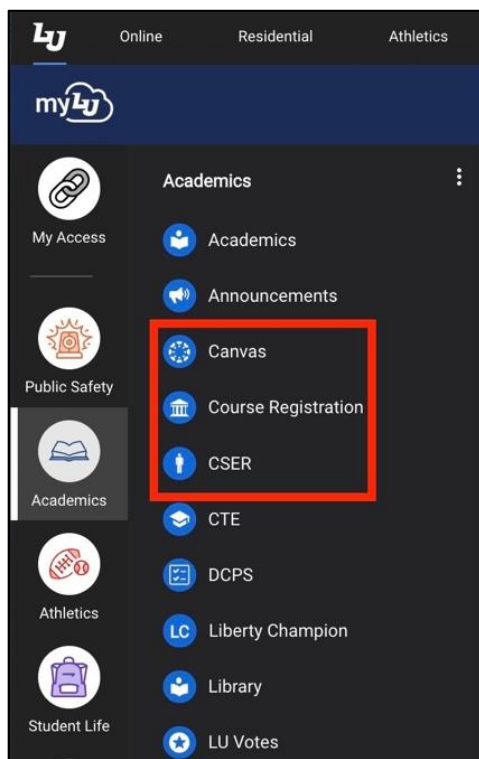 LU
Online Residential Athletics
myLU
My Access
Public Safety
Academics
Athletics
Student Life
Academics
Academics
Announcements
Canvas
Course Registration
CSER
CTE
DCPS
LC Liberty Champion
Library
LU Votes